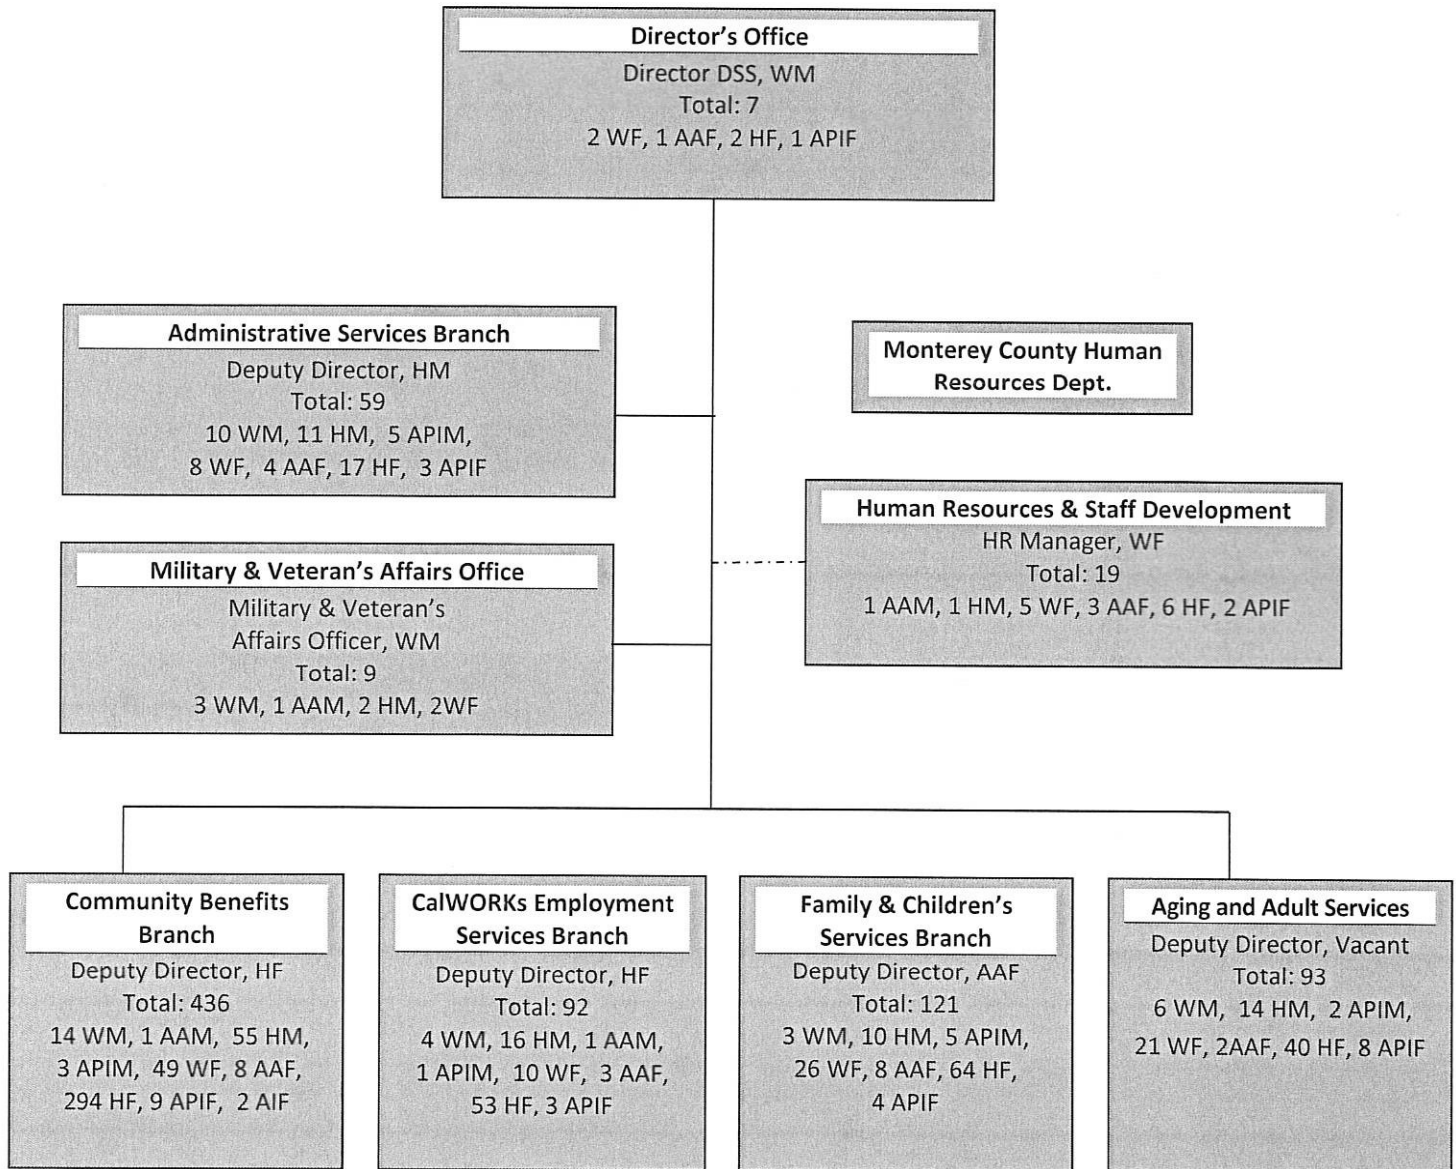 Director's Office
Director DSS, WM
Total: 7
2 WF, 1 AAF, 2 HF, 1 APIF
Administrative Services Branch
Deputy Director, HM
Total: 59
10 WM, 11 HM, 5 APIM,
8 WF, 4 AAF, 17 HF, 3 APIF
Monterey County Human
Resources Dept.
Human Resources & Staff Development
HR Manager, WF
Total: 19
1 AAM, 1 HM, 5 WF, 3 AAF, 6 HF, 2 APIF
Military & Veteran's Affairs Office
Military & Veteran's
Affairs Officer, WM
Total: 9
3 WM, 1 AAM, 2 HM, 2WF
Community Benefits
Branch
Deputy Director, HF
Total: 436
14 WM, 1 AAM, 55 HM,
3 APIM, 49 WF, 8 AAF,
294 HF, 9 APIF, 2 AIF
CalWORKs Employment
Services Branch
Deputy Director, HF
Total: 92
4 WM, 16 HM, 1 AAM,
1 APIM, 10 WF, 3 AAF,
53 HF, 3 APIF
Family & Children's
Services Branch
Deputy Director, AAF
Total: 121
3 WM, 10 HM, 5 APIM,
26 WF, 8 AAF, 64 HF,
4 APIF
Aging and Adult Services
Deputy Director, Vacant
Total: 93
6 WM, 14 HM, 2 APIM,
21 WF, 2AAF, 40 HF, 8 APIF